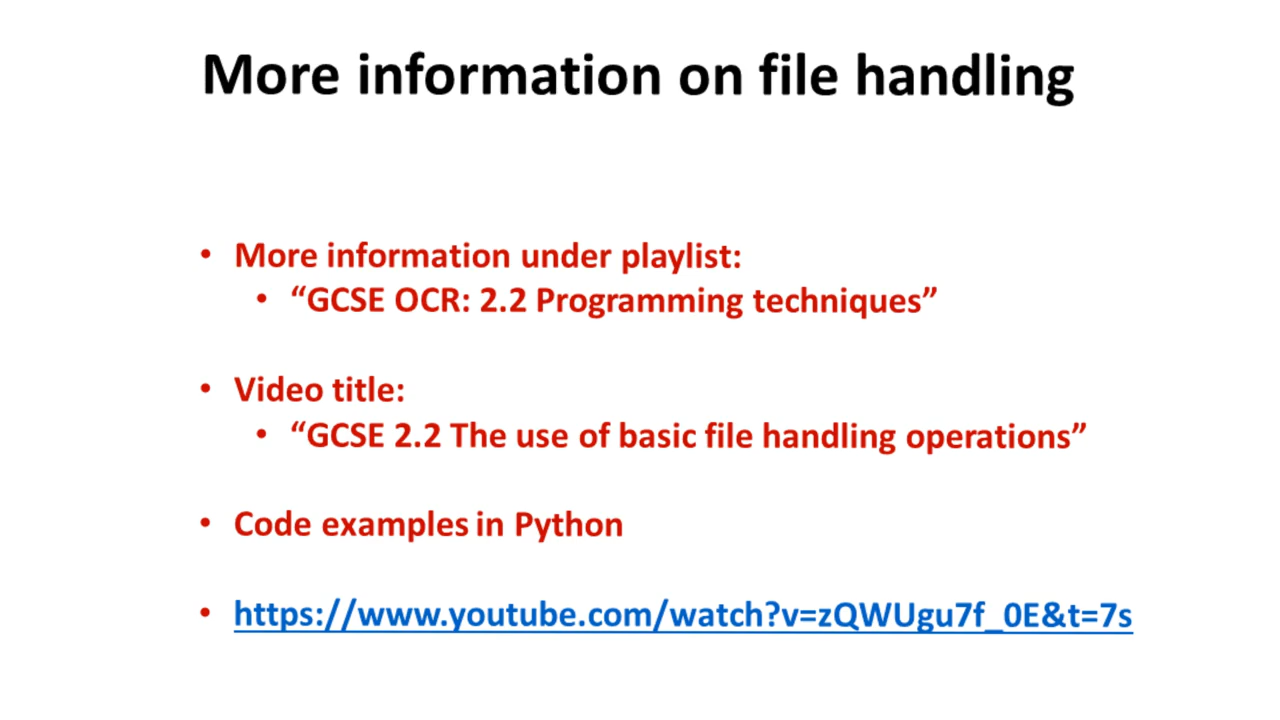 More information on file handling
• More information under playlist:
• “GCSE OCR: 2.2 Programming techniques”
• Video title:
• “GCSE 2.2 The use of basic file handling operations”
• Code examples in Python
• https://www.youtube.com/watch?v=zQWUgu7f_0E&t=7s